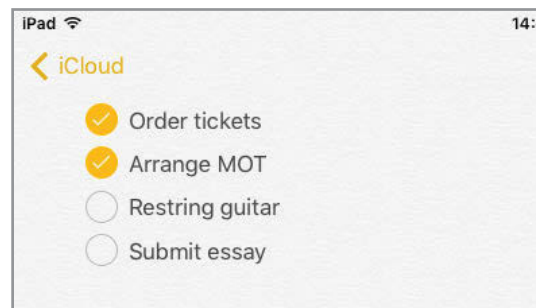 iPad 14:
iCloud
Order tickets
Arrange MOT
Restring guitar
Submit essay